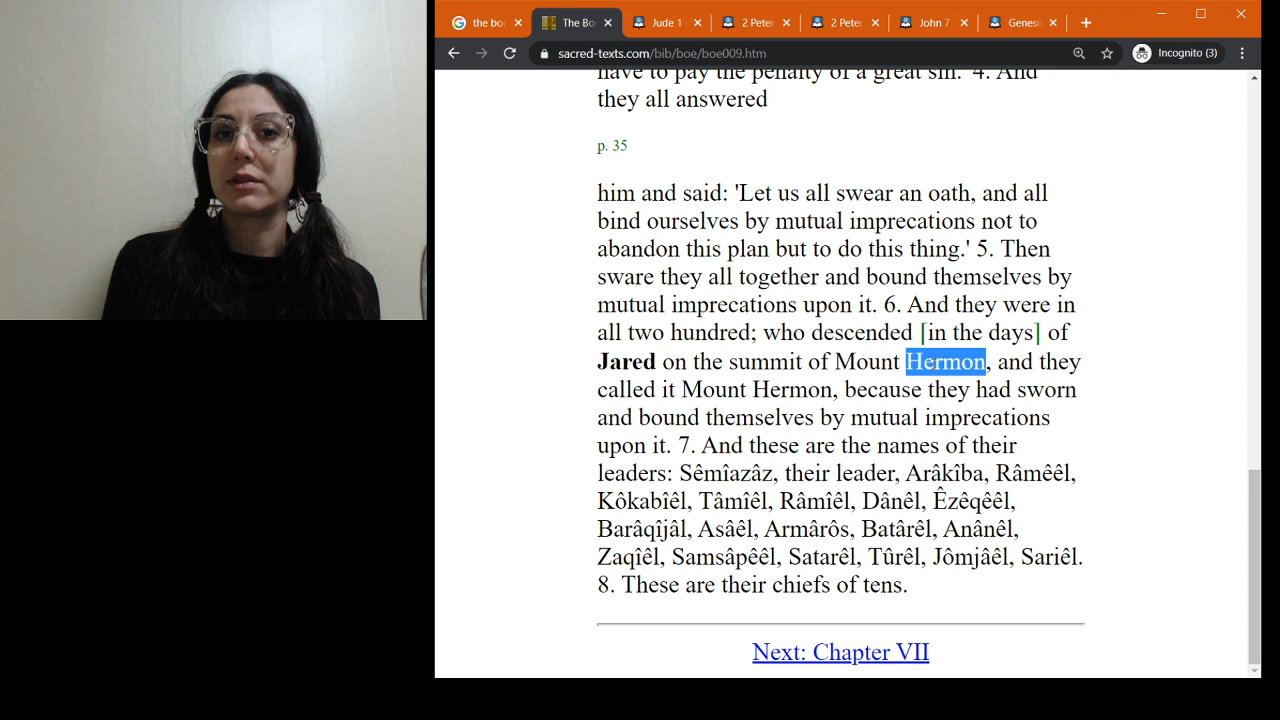 the boo
The Bo
Jude 1
2 Peter
2 Peter
John 7
Genesi
sacred-texts.com/bib/boe/boe009.htm
Incognito (3)
have to pay the penalty of a great sin.' 4. And
they all answered
p. 35
him and said: 'Let us all swear an oath, and all
bind ourselves by mutual imprecations not to
abandon this plan but to do this thing.' 5. Then
sware they all together and bound themselves by
mutual imprecations upon it. 6. And they were in
all two hundred; who descended ⌈in the days⌉ of
Jared on the summit of Mount Hermon, and they
called it Mount Hermon, because they had sworn
and bound themselves by mutual imprecations
upon it. 7. And these are the names of their
leaders: Sêmîazâz, their leader, Arâkîba, Râmêêl,
Kôkabîêl, Tâmîêl, Râmîêl, Dânêl, Êzêqêêl,
Barâqîjâl, Asâêl, Armârôs, Batârêl, Anânêl,
Zaqîêl, Samsâpêêl, Satarêl, Tûrêl, Jômjâêl, Sariêl.
8. These are their chiefs of tens.
Next: Chapter VII